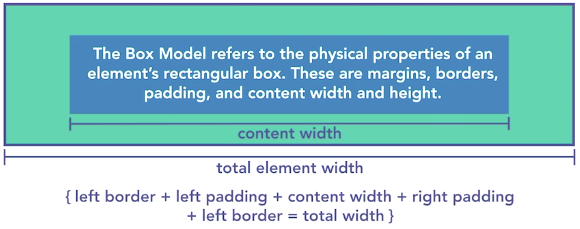 The Box Model refers to the physical properties of an
element's rectangular box. These are margins, borders,
padding, and content width and height.
content width
total element width
{ left border + left padding + content width + right padding
+ left border = total width }